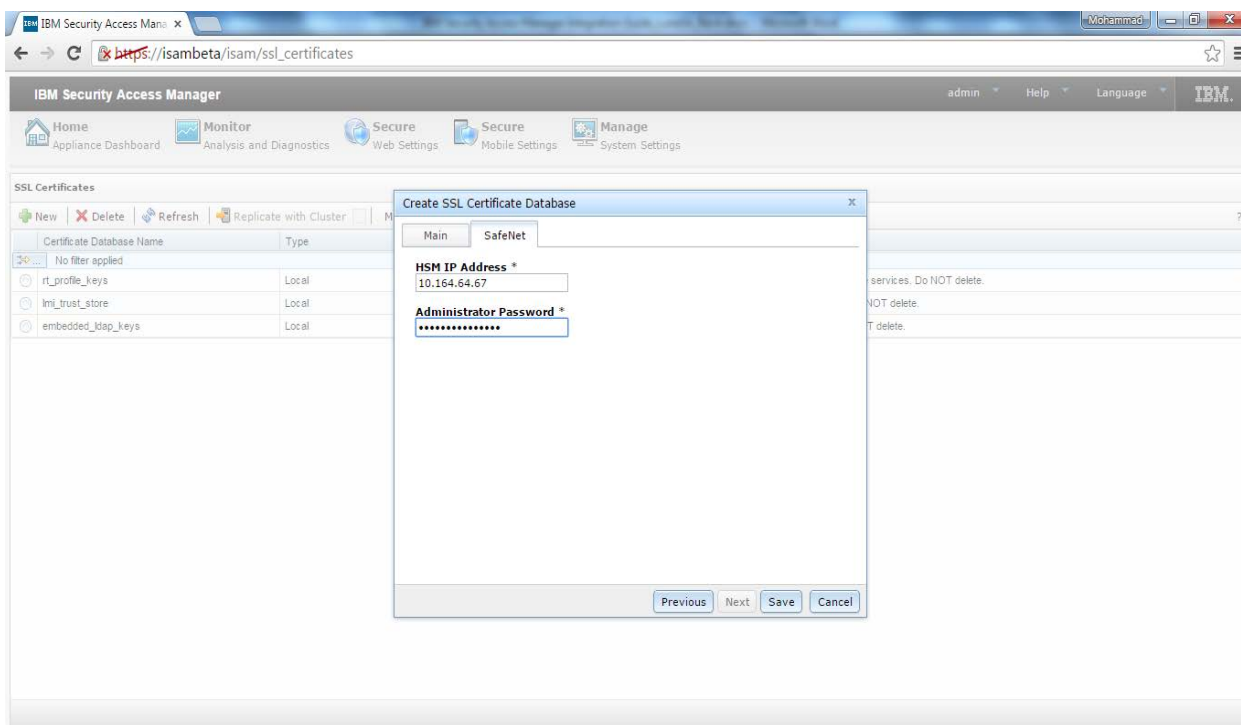 IBM IBM Security Access Mana x
Mohammad
https://isambeta/isam/ssl_certificates
IBM Security Access Manager
admin Help Language IBM.
Home
Appliance Dashboard
Monitor
Analysis and Diagnostics
Secure
Web Settings
Secure
Mobile Settings
Manage
System Settings
SSL Certificates
New Delete Refresh Replicate with Cluster M
Certificate Database Name Type
No filter applied
rt_profile_keys Local services. Do NOT delete.
lmi_trust_store Local NOT delete.
embedded_ldap_keys Local T delete.
Create SSL Certificate Database x
Main SafeNet
HSM IP Address *
10.164.64.67
Administrator Password *
•••••••••••••••
Previous Next Save Cancel